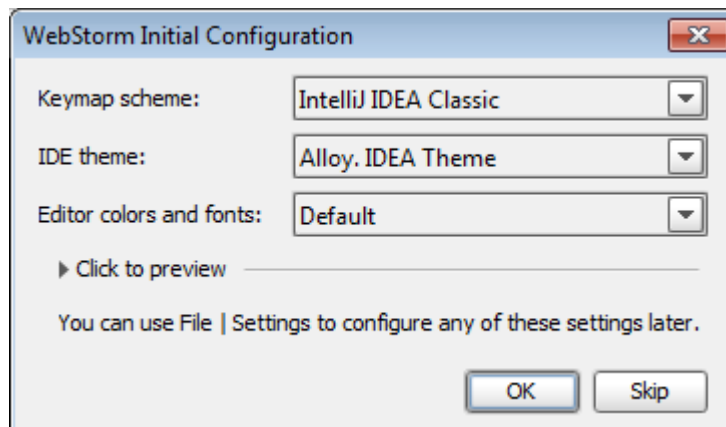 WebStorm Initial Configuration
Keymap scheme: IntelliJ IDEA Classic
IDE theme: Alloy. IDEA Theme
Editor colors and fonts: Default
Click to preview
You can use File | Settings to configure any of these settings later.
OK Skip